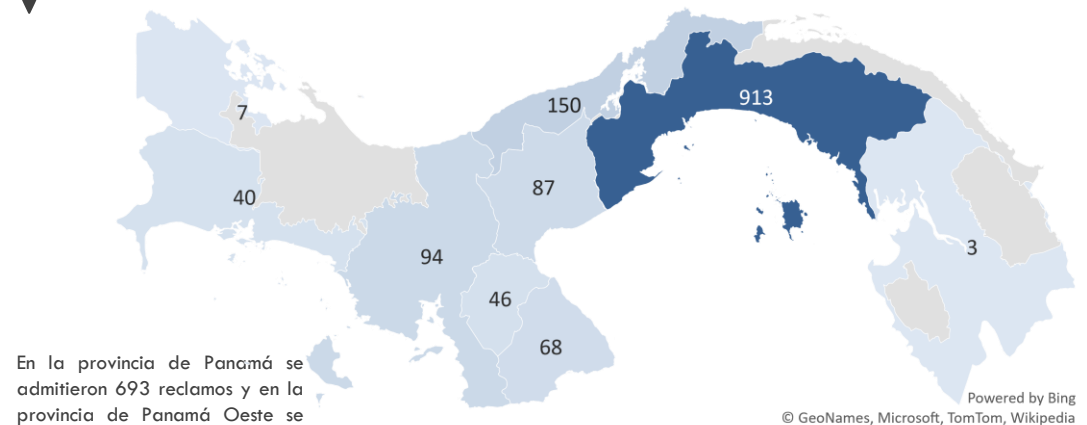 913
150
7
87
40
94
3
46
68
En la provincia de Panamá se
admitieron 693 reclamos y en la
provincia de Panamá Oeste se
Powered by Bing
© GeoNames, Microsoft, TomTom, Wikipedia